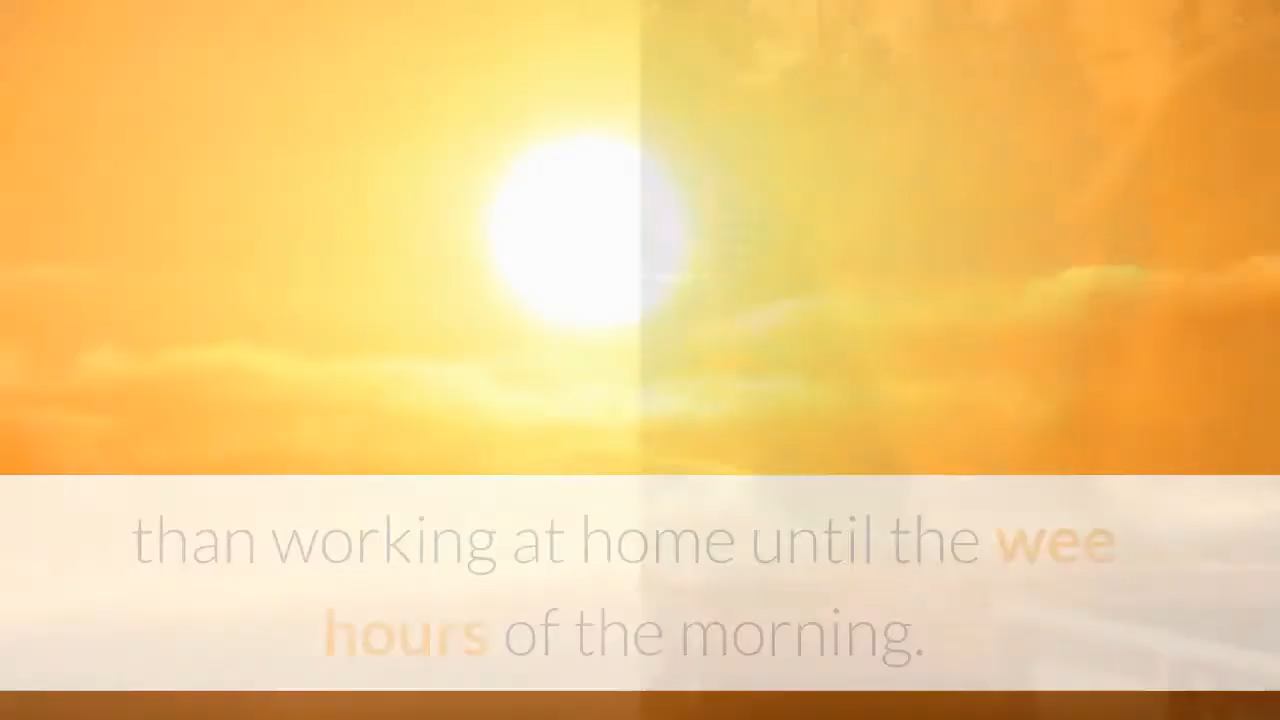 than working at home until the wee
hours of the morning.